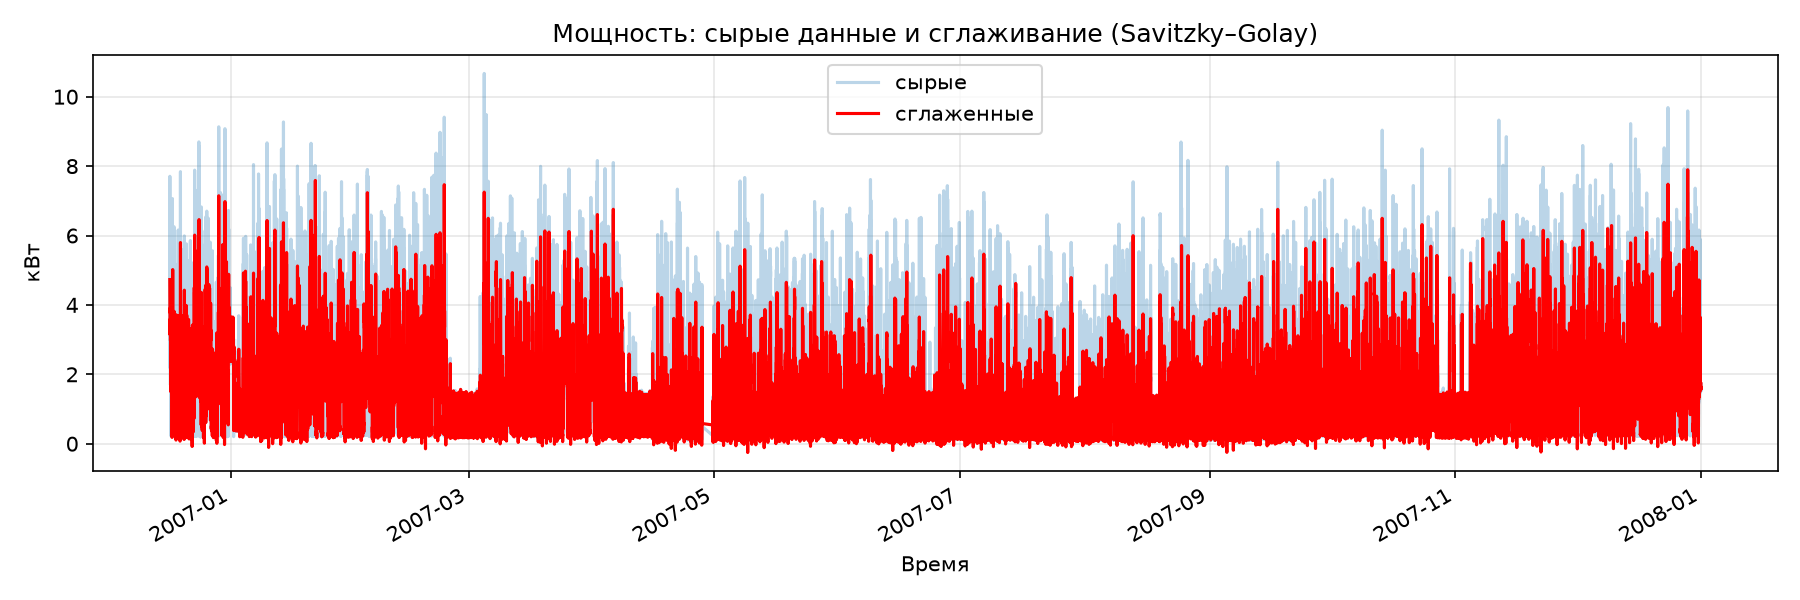 Мощность: сырые данные и сглаживание (Savitzky–Golay)
сырые
сглаженные
кВт
10
8
6
4
2
0
2007-01
2007-03
2007-05
2007-07
2007-09
2007-11
2008-01
Время